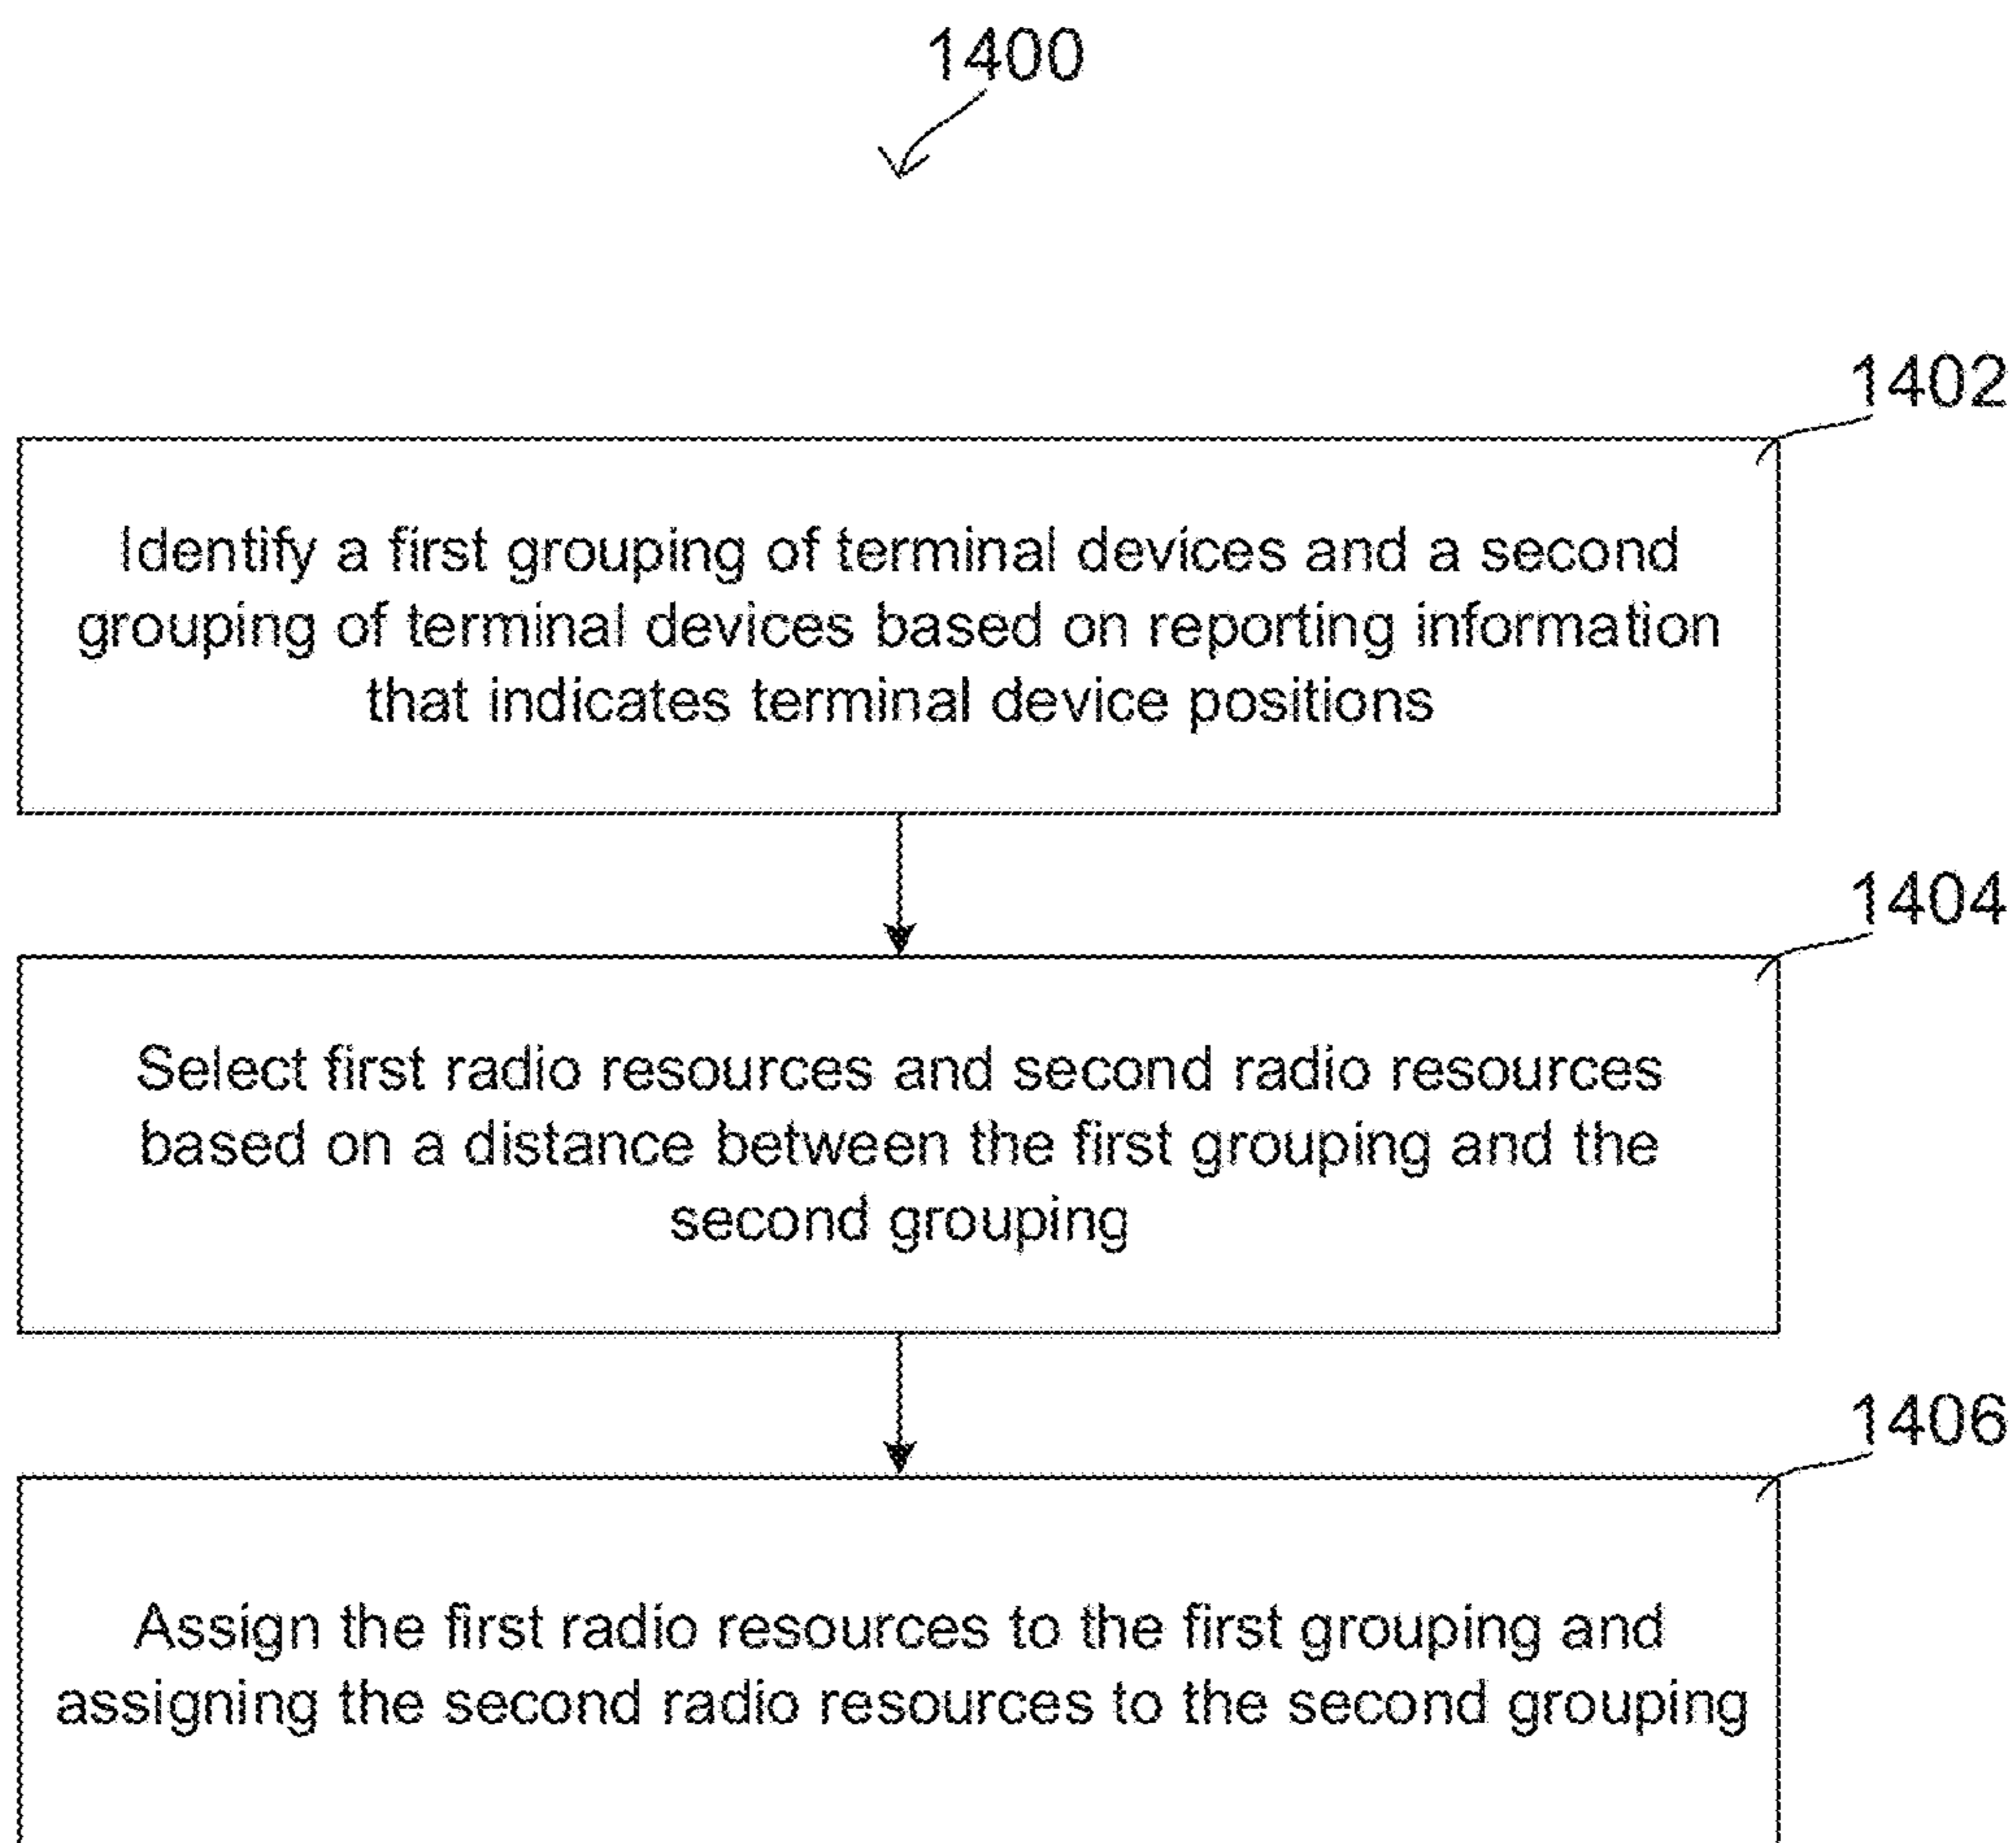 1400
1402
Identify a first grouping of terminal devices and a second
grouping of terminal devices based on reporting information
that indicates terminal device positions
1404
Select first radio resources and second radio resources
based on a distance between the first grouping and the
second grouping
1406
Assign the first radio resources to the first grouping and
assigning the second radio resources to the second grouping